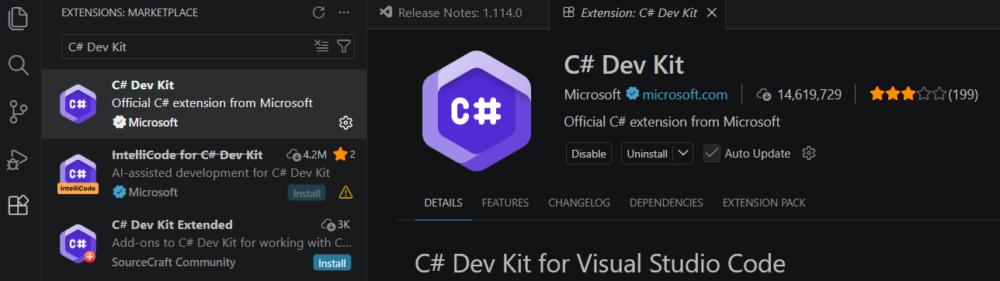 EXTENSIONS: MARKETPLACE
C# Dev Kit
C# Dev Kit
Official C# extension from Microsoft
Microsoft
IntelliCode for C# Dev Kit 4.2M 2
AI-assisted development for C# Dev Kit
Microsoft Install
C#
IntelliCode
C# Dev Kit Extended 3K
Add-ons to C# Dev Kit for working with C...
SourceCraft Community Install
C#
C#
Release Notes: 1.114.0
Extension: C# Dev Kit
C#
C# Dev Kit
Microsoft microsoft.com 14,619,729 (199)
Official C# extension from Microsoft
Disable Uninstall Auto Update
DETAILS FEATURES CHANGELOG DEPENDENCIES EXTENSION PACK
C# Dev Kit for Visual Studio Code